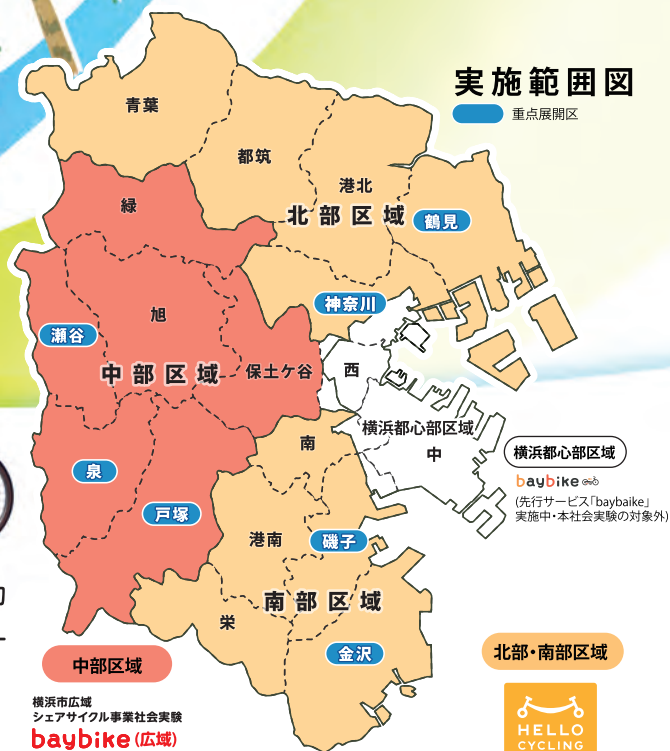 実施範囲図
重点展開区
青葉
都筑
港北
緑
北部区域
鶴見
神奈川
旭
瀬谷
中部区域
保土ケ谷
西
横浜都心部区域
中
南
横浜都心部区域
baybike
(先行サービス「baybaike」
実施中・本社会実験の対象外)
泉
戸塚
港南
磯子
南部区域
栄
金沢
中部区域
横浜市広域
シェアサイクル事業社会実験
baybike(広域)
北部・南部区域
HELLO
CYCLING